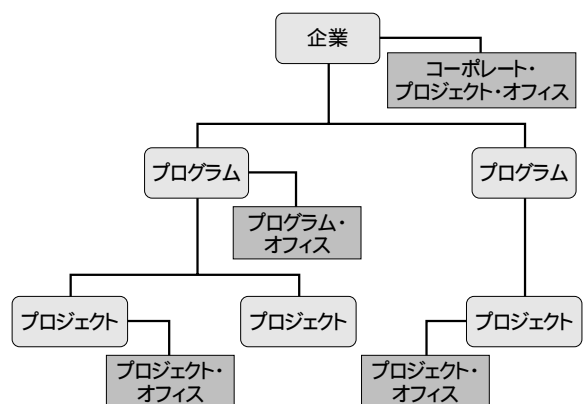 企業
コーポレート・
プロジェクト・オフィス
プログラム
プログラム
プログラム・
オフィス
プロジェクト
プロジェクト
プロジェクト
プロジェクト・
オフィス
プロジェクト・
オフィス